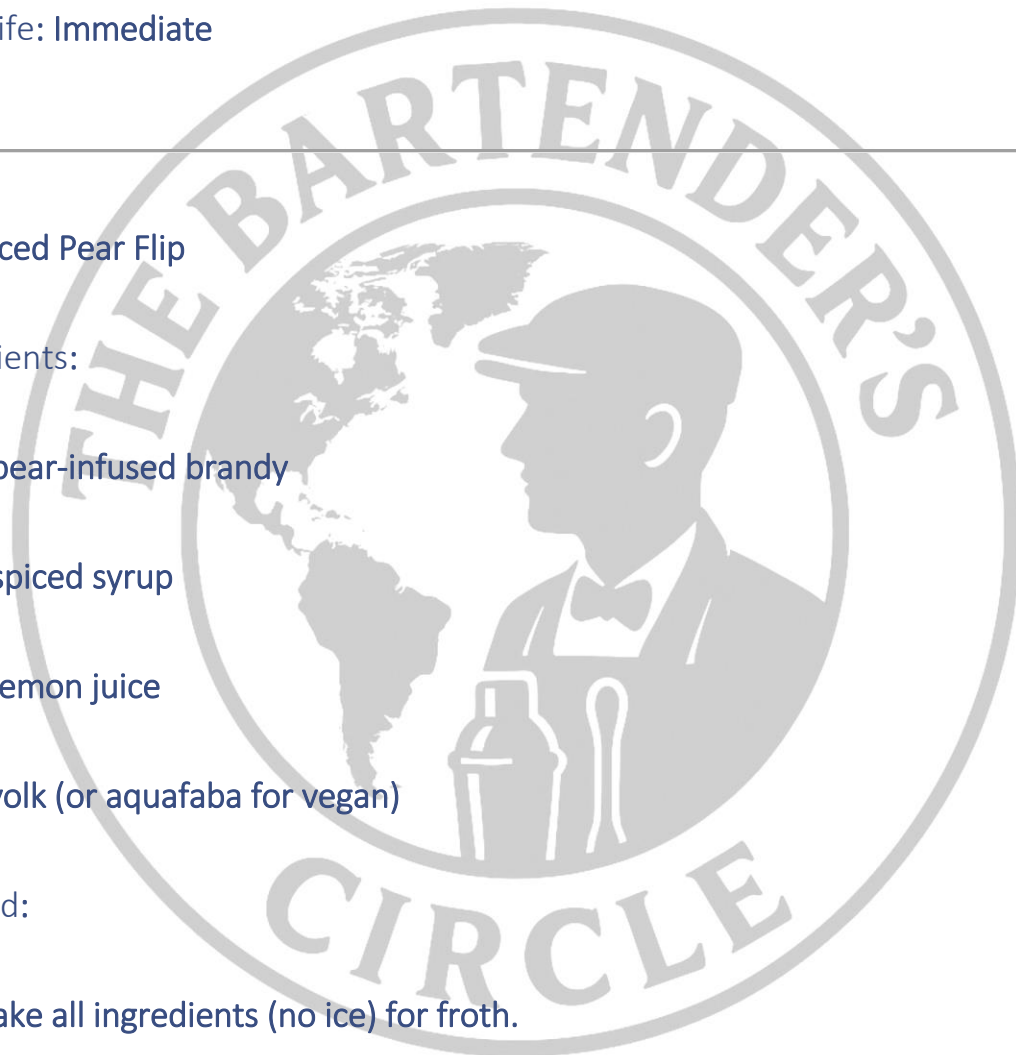 ife: Immediate
THE BARTENDER'S
ced Pear Flip
ients:
pear-infused brandy
spiced syrup
emon juice
yolk (or aquafaba for vegan)
d:
ake all ingredients (no ice) for froth.
CIRCLE